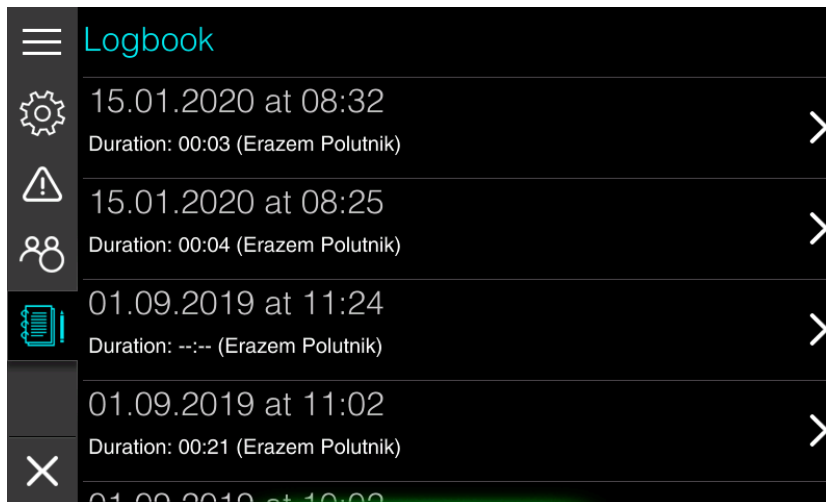 Logbook
15.01.2020 at 08:32
Duration: 00:03 (Erazem Polutnik)
15.01.2020 at 08:25
Duration: 00:04 (Erazem Polutnik)
01.09.2019 at 11:24
Duration: --:-- (Erazem Polutnik)
01.09.2019 at 11:02
Duration: 00:21 (Erazem Polutnik)